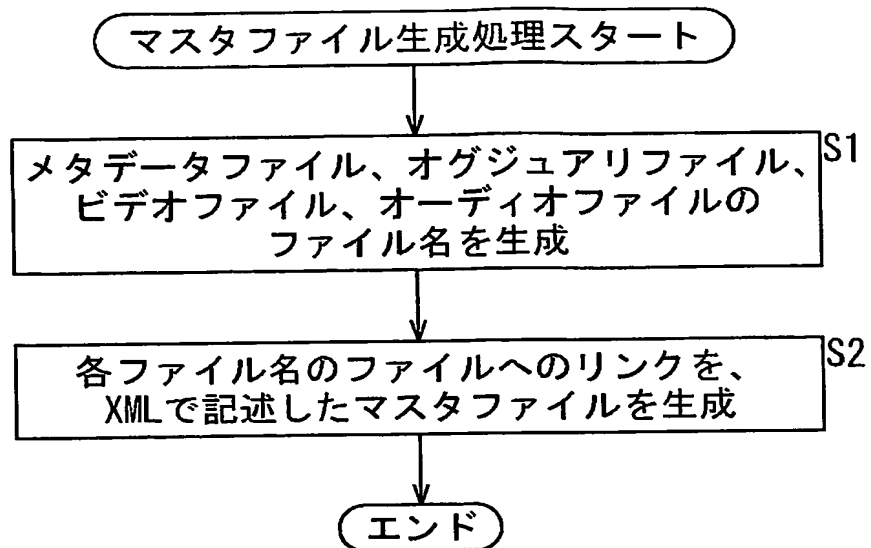 マスタファイル生成処理スタート
S1
メタデータファイル、オグジュアリファイル、
ビデオファイル、オーディオファイルの
ファイル名を生成
S2
各ファイル名のファイルへのリンクを、
XMLで記述したマスタファイルを生成
エンド